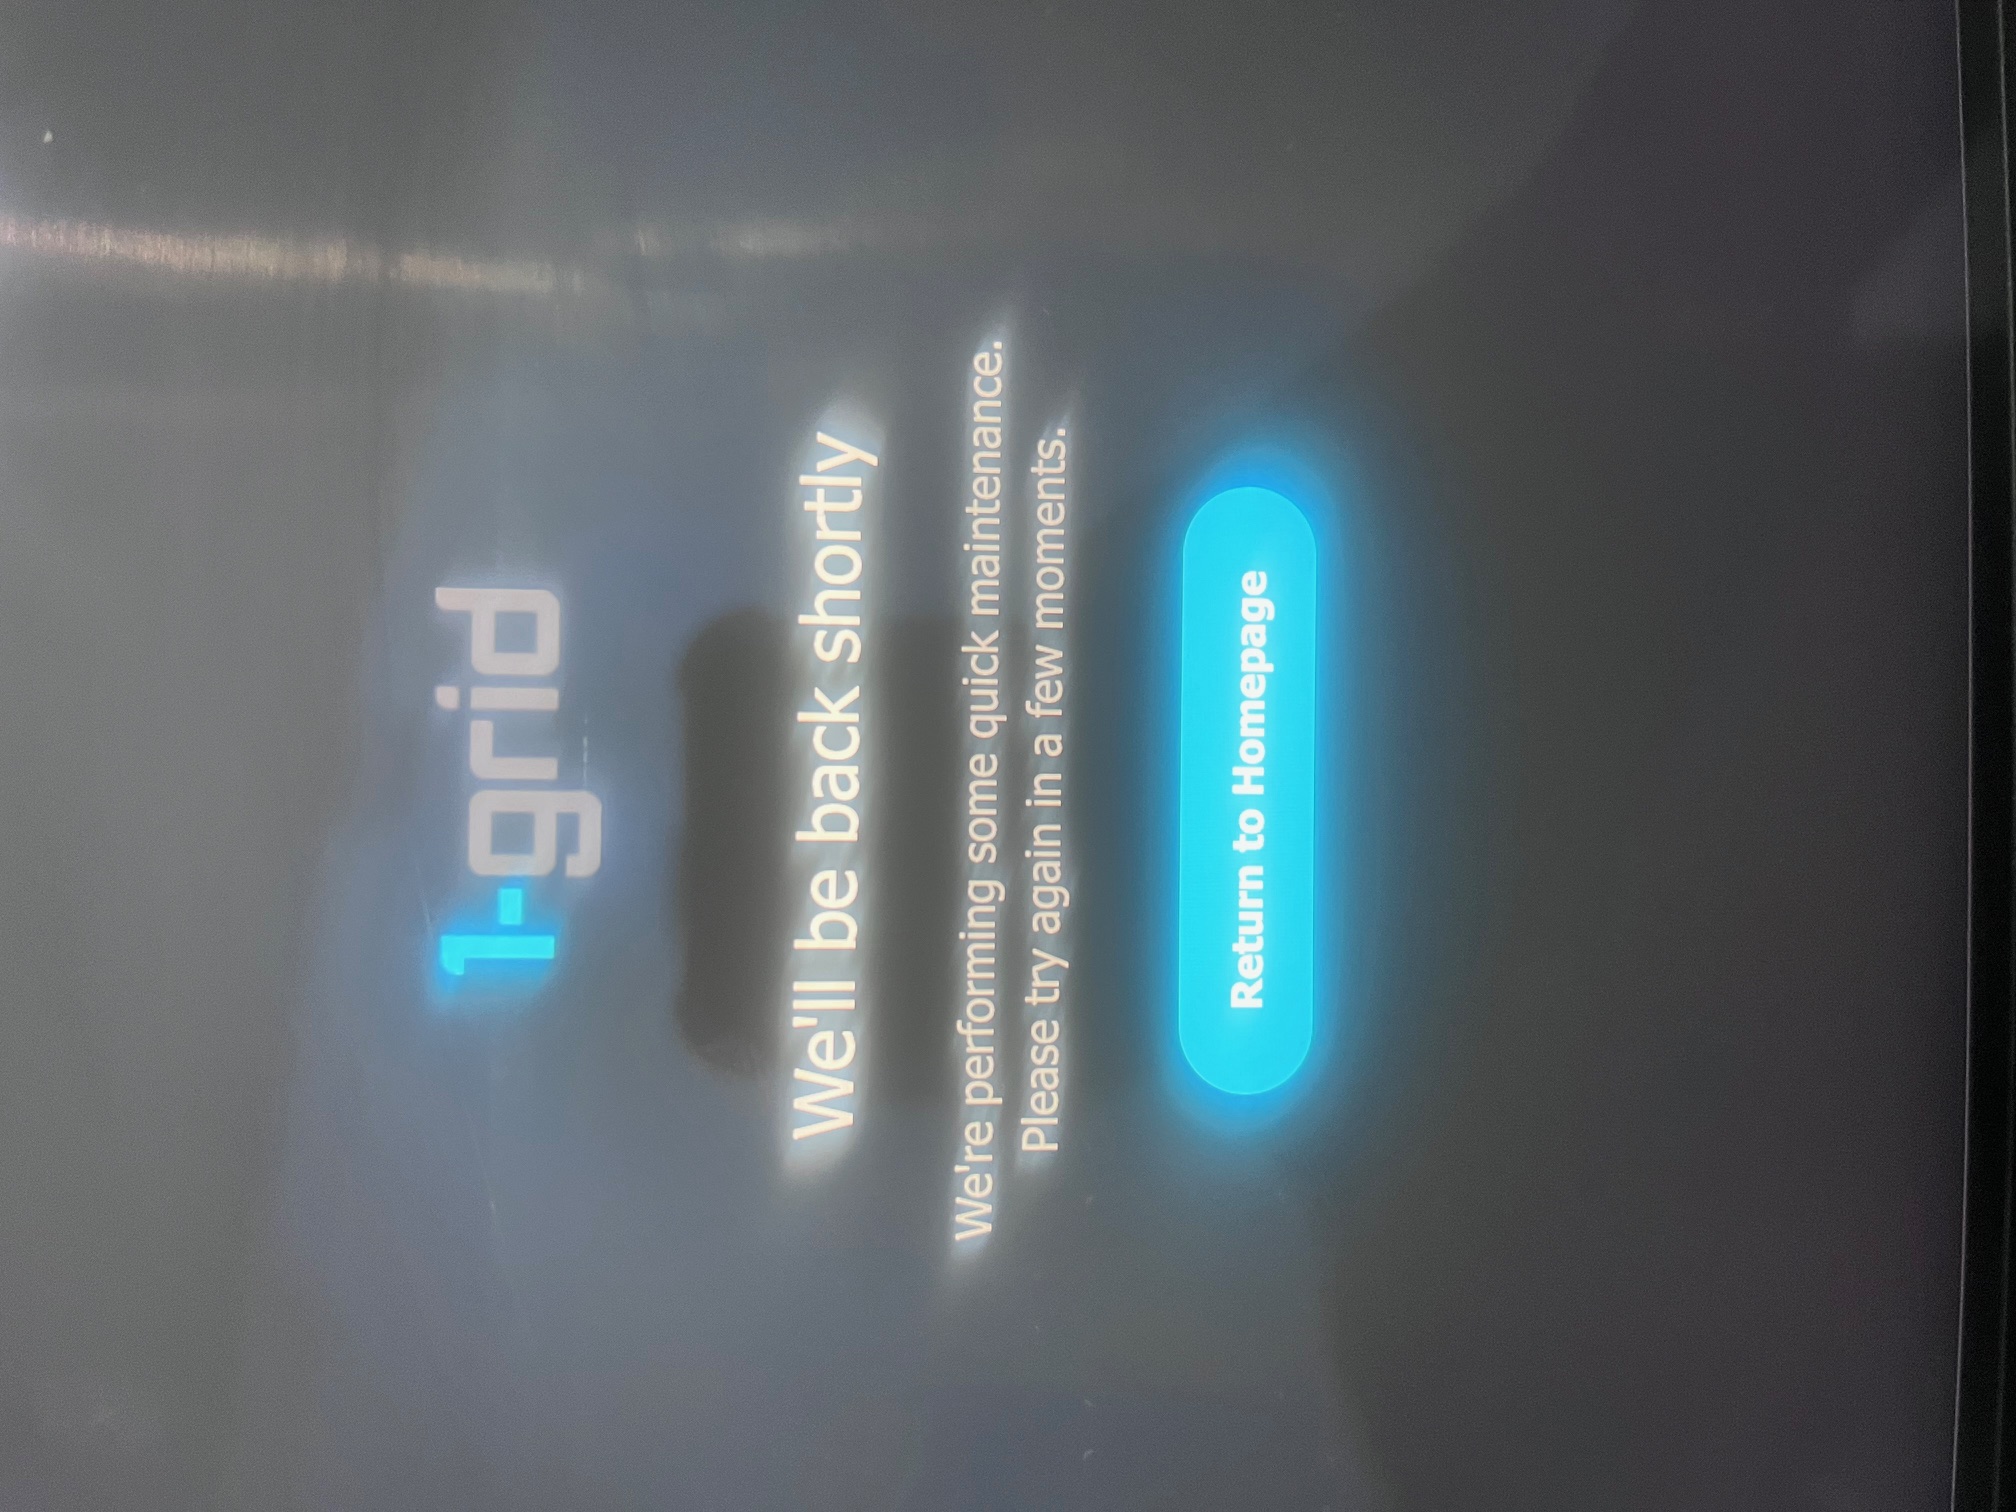 1-grid
We'll be back shortly
We're performing some quick maintenance.
Please try again in a few moments.
Return to Homepage